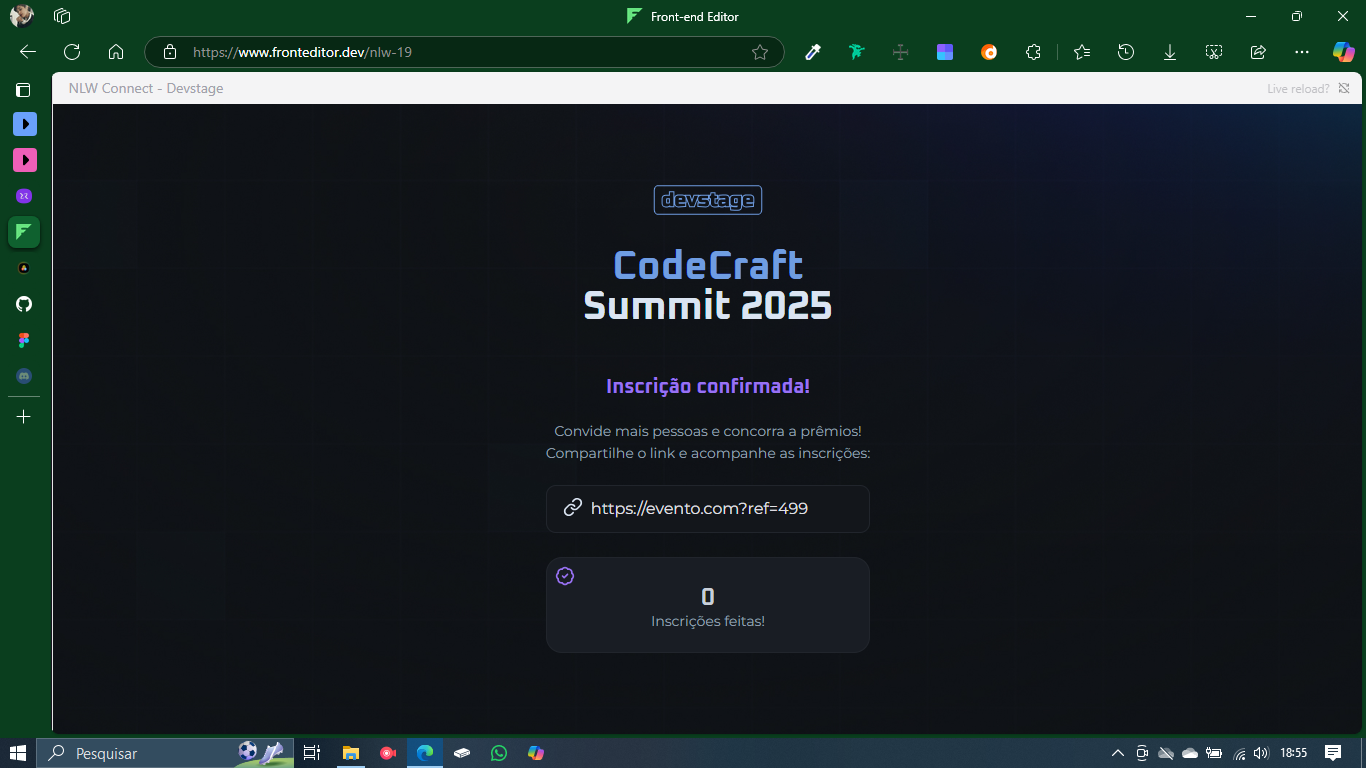 Front-end Editor
https://www.fronteditor.dev/nlw-19
NLW Connect - Devstage
Live reload?
devstage
CodeCraft
Summit 2025
Inscrição confirmada!
Convide mais pessoas e concorra a prêmios!
Compartilhe o link e acompanhe as inscrições:
https://evento.com?ref=499
0
Inscrições feitas!
Pesquisar
18:55